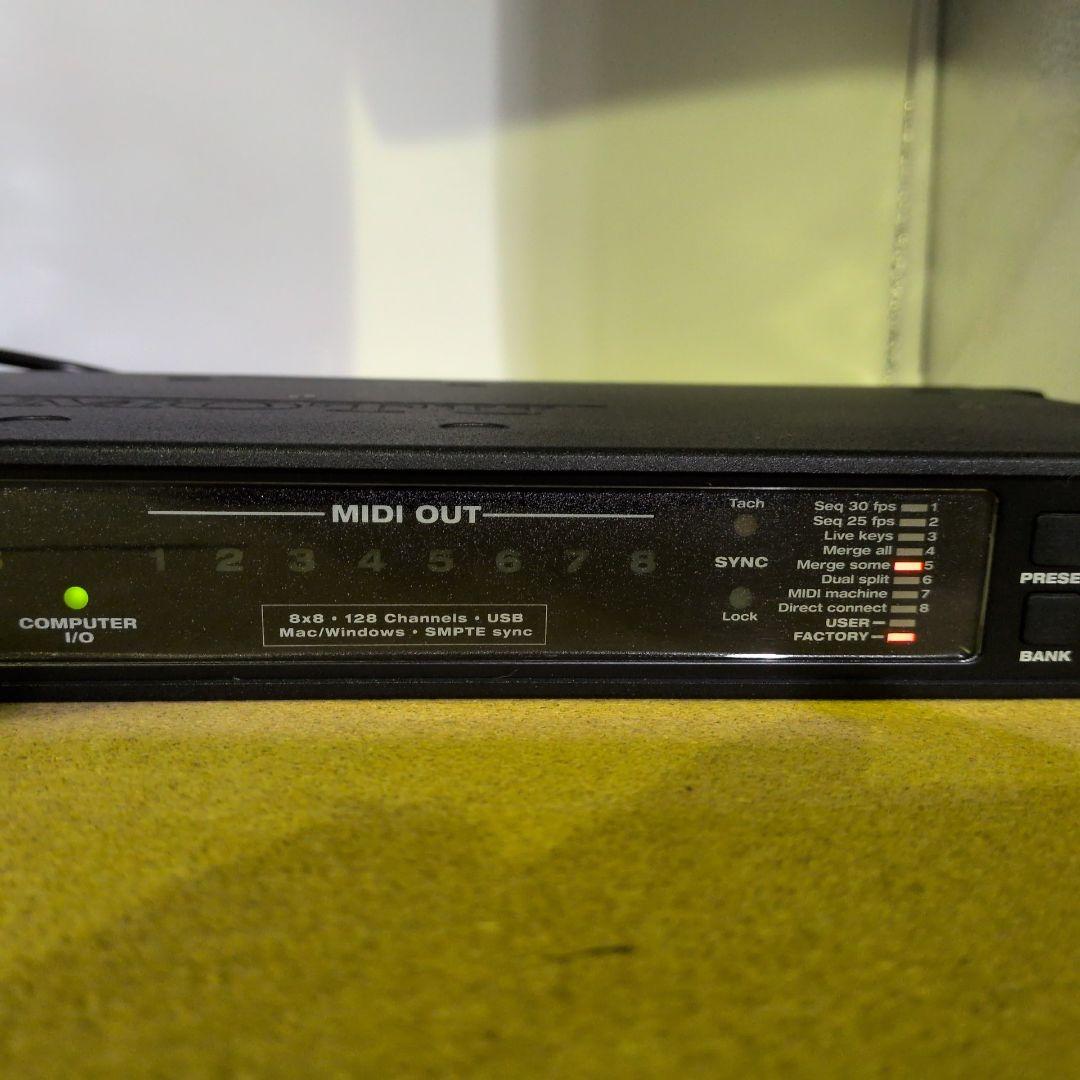 MIDI OUT
1 2 3 4 5 6 7 8
COMPUTER
I/O
8x8 • 128 Channels • USB
Mac/Windows • SMPTE sync
Tach
SYNC
Lock
Seq 30 fps 1
Seq 25 fps 2
Live keys 3
Merge all 4
Merge some 5
Dual split 6
MIDI machine 7
Direct connect 8
USER
FACTORY
PRESE
BANK